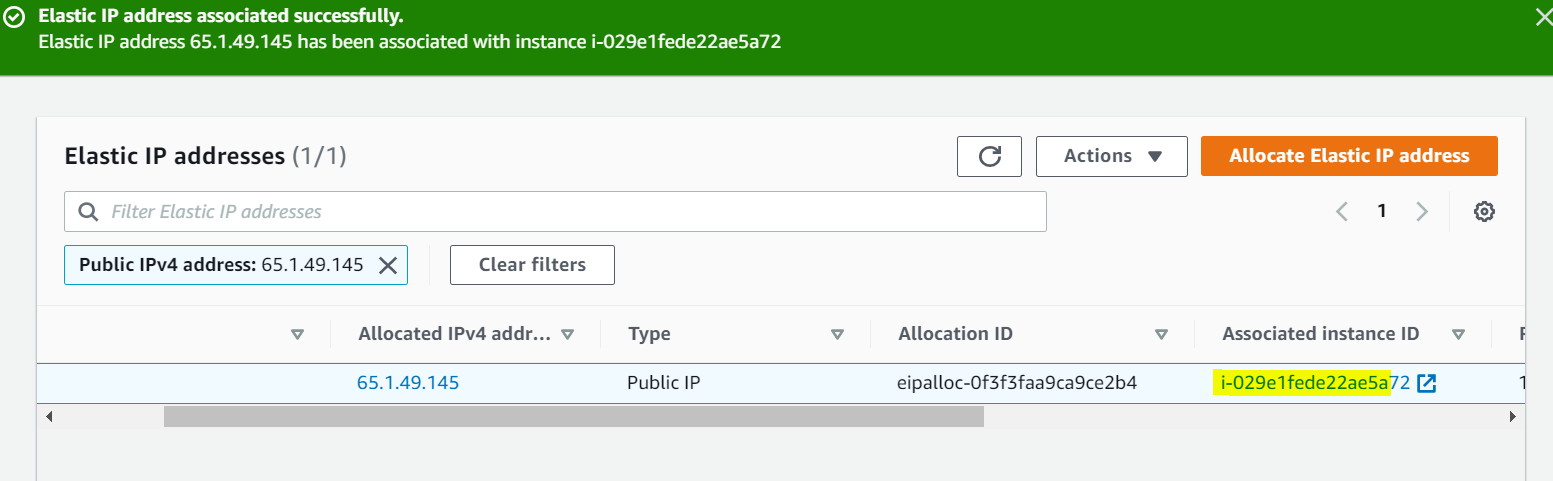 Elastic IP address associated successfully.
Elastic IP address 65.1.49.145 has been associated with instance i-029e1fede22ae5a72
Elastic IP addresses (1/1)
Actions
Allocate Elastic IP address
Filter Elastic IP addresses
1
Public IPv4 address: 65.1.49.145
Clear filters
Allocated IPv4 addr... Type Allocation ID Associated instance ID
65.1.49.145 Public IP eipalloc-0f3f3faa9ca9ce2b4 i-029e1fede22ae5a72